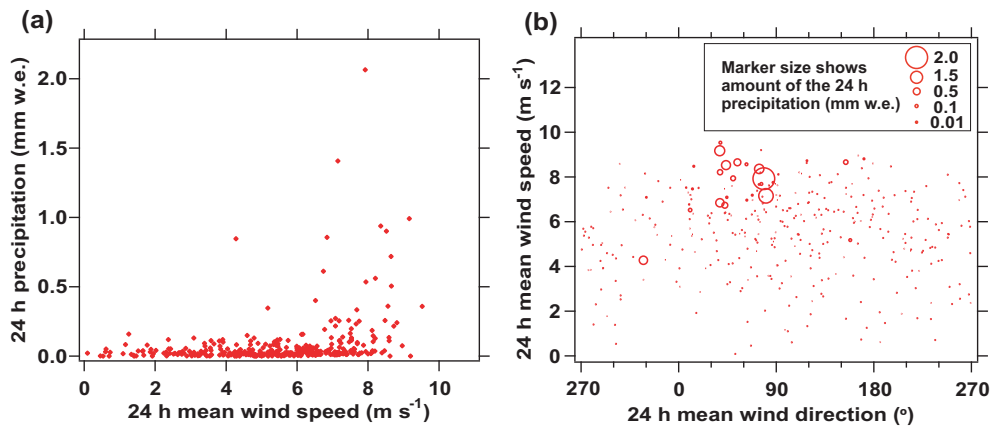 (a)
24 h precipitation (mm w.e.)
2.0
1.5
1.0
0.5
0.0
0 2 4 6 8 10
24 h mean wind speed (m s⁻¹)
(b)
24 h mean wind speed (m s⁻¹)
14
12
10
8
6
4
2
0
Marker size shows
amount of the 24 h
precipitation (mm w.e.)
2.0
1.5
0.5
0.1
0.01
270 0 90 180 270
24 h mean wind direction (º)